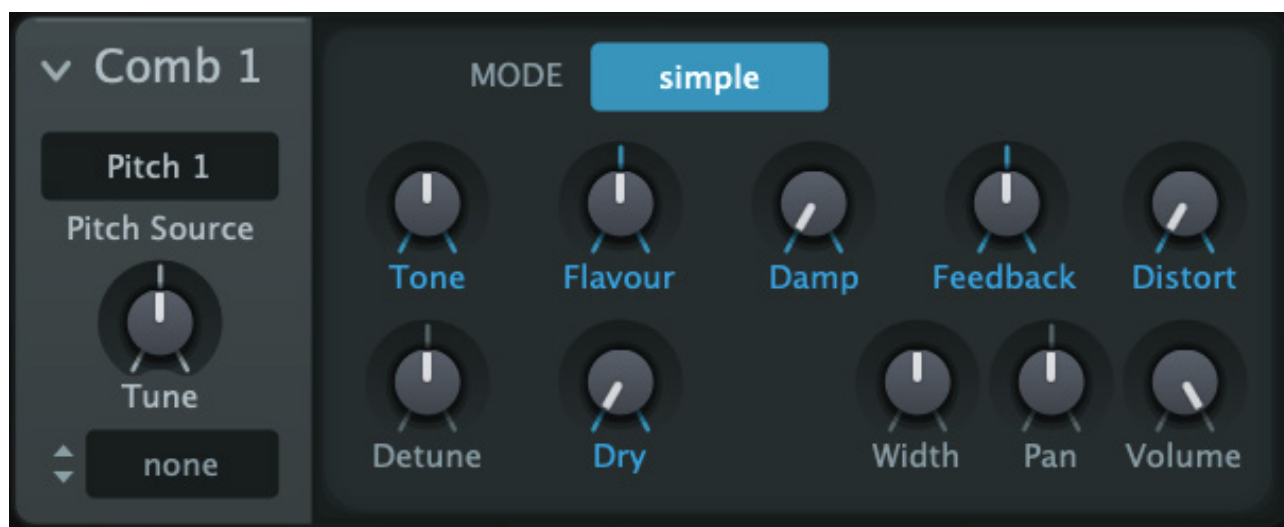 Comb 1
Pitch 1
Pitch Source
Tune
none
MODE simple
Tone Flavour Damp Feedback Distort
Detune Dry Width Pan Volume